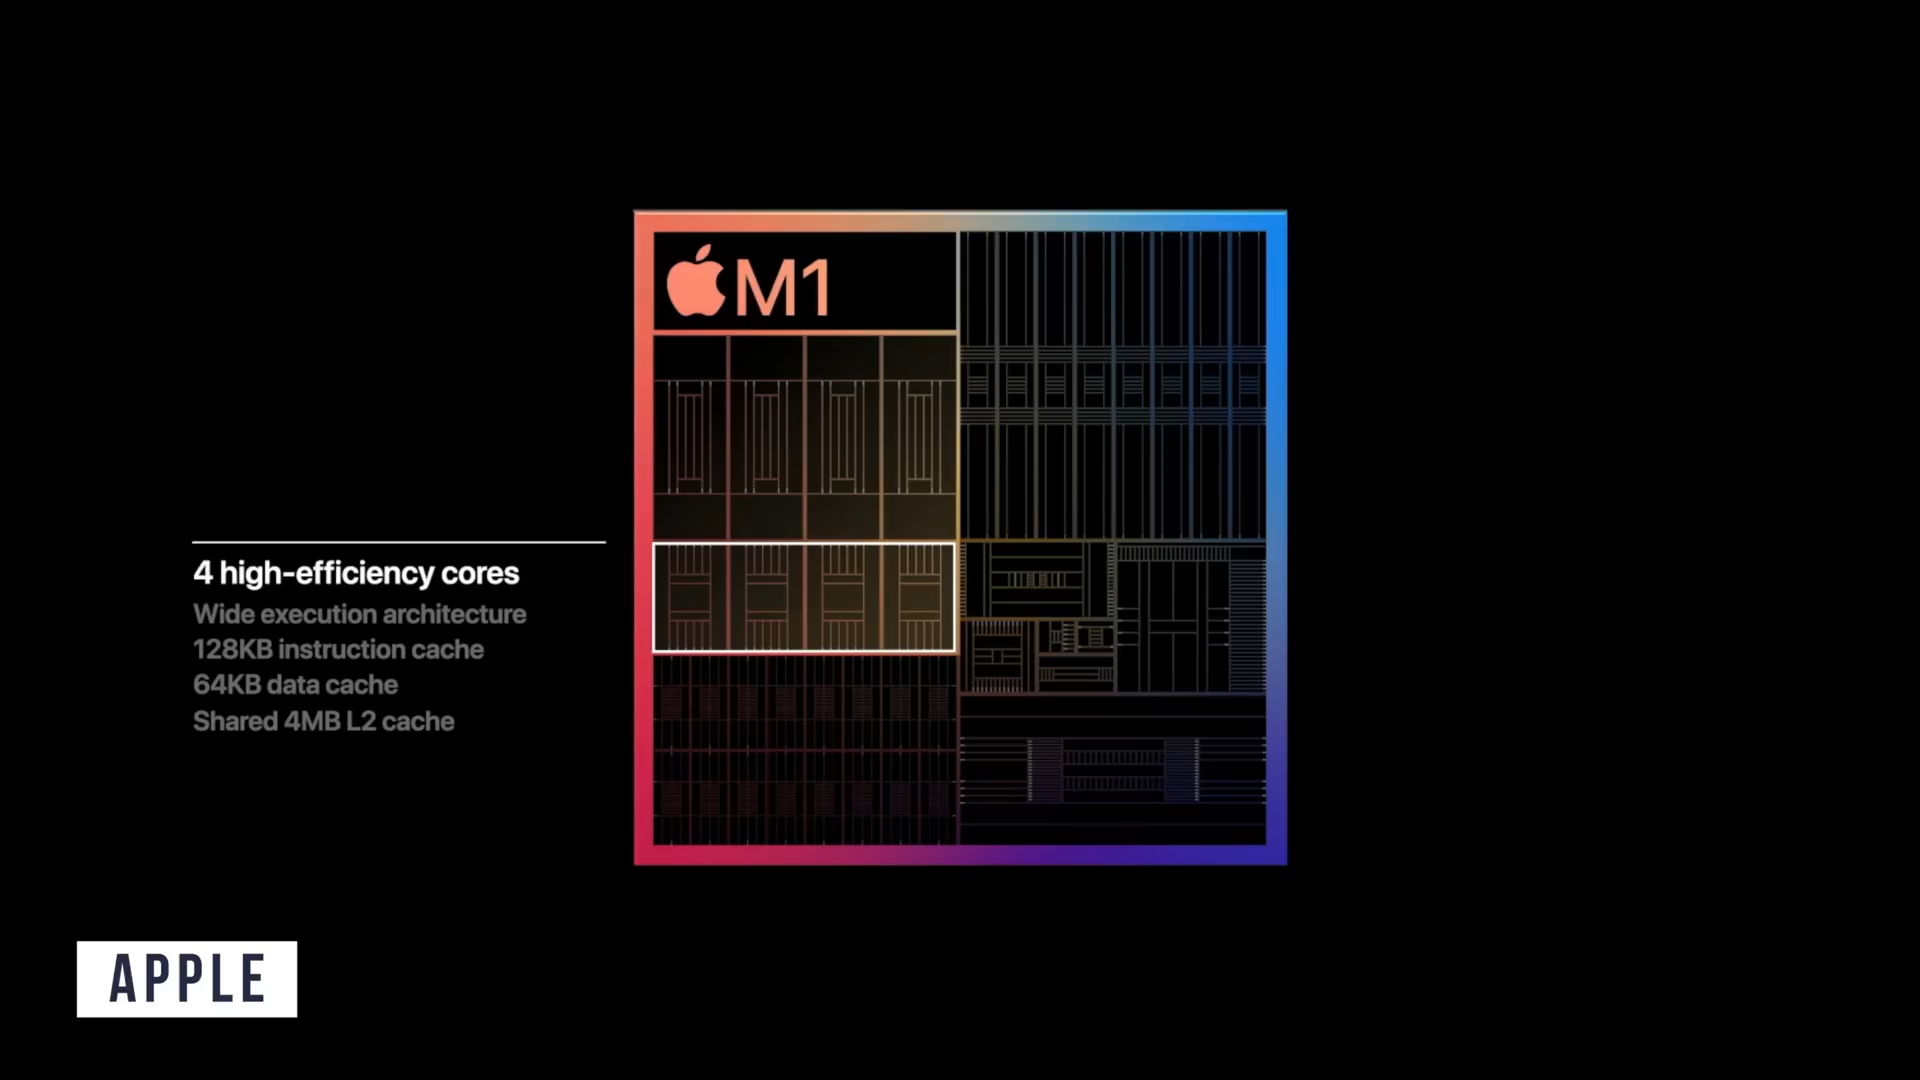 M1
4 high-efficiency cores
Wide execution architecture
128KB instruction cache
64KB data cache
Shared 4MB L2 cache
APPLE